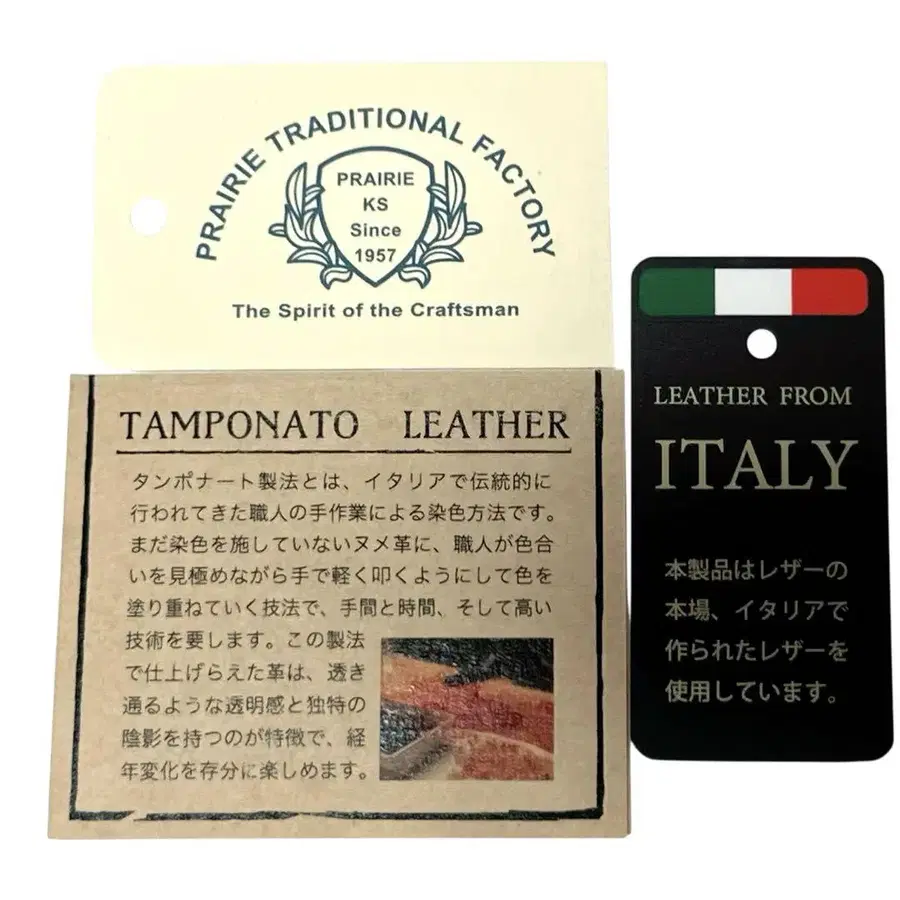 PRAIRIE TRADITIONAL FACTORY
PRAIRIE
KS
Since
1957
The Spirit of the Craftsman
TAMPONATO LEATHER
タンポナート製法とは、イタリアで伝統的に
行われてきた職人の手作業による染色方法です。
まだ染色を施していないヌメ革に、職人が色合
いを見極めながら手で軽く叩くようにして色を
塗り重ねていく技法で、手間と時間、そして高い
技術を要します。この製法
で仕上げらえた革は、透き
通るような透明感と独特の
陰影を持つのが特徴で、経
年変化を存分に楽しめます。
LEATHER FROM
ITALY
本製品はレザーの
本場、イタリアで
作られたレザーを
使用しています。